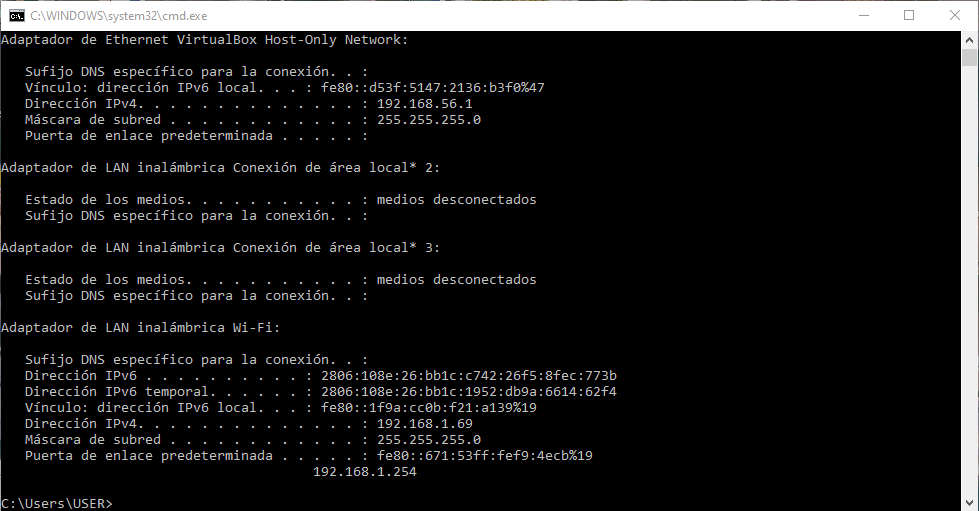 C:\WINDOWS\system32\cmd.exe
Adaptador de Ethernet VirtualBox Host-Only Network:
Sufijo DNS específico para la conexión. . :
Vínculo: dirección IPv6 local. . . : fe80::d53f:5147:2136:b3f0%47
Dirección IPv4. . . . . . . . . . . . . . : 192.168.56.1
Máscara de subred . . . . . . . . . . . . : 255.255.255.0
Puerta de enlace predeterminada . . . . . :
Adaptador de LAN inalámbrica Conexión de área local* 2:
Estado de los medios. . . . . . . . . . . : medios desconectados
Sufijo DNS específico para la conexión. . :
Adaptador de LAN inalámbrica Conexión de área local* 3:
Estado de los medios. . . . . . . . . . . : medios desconectados
Sufijo DNS específico para la conexión. . :
Adaptador de LAN inalámbrica Wi-Fi:
Sufijo DNS específico para la conexión. . :
Dirección IPv6 . . . . . . . . . . : 2806:108e:26:bb1c:c742:26f5:8fec:773b
Dirección IPv6 temporal. . . . . . : 2806:108e:26:bb1c:1952:db9a:6614:62f4
Vínculo: dirección IPv6 local. . . : fe80::1f9a:cc0b:f21:a139%19
Dirección IPv4. . . . . . . . . . . . . . : 192.168.1.69
Máscara de subred . . . . . . . . . . . . : 255.255.255.0
Puerta de enlace predeterminada . . . . . : fe80::671:53ff:fef9:4ecb%19
192.168.1.254
C:\Users\USER>